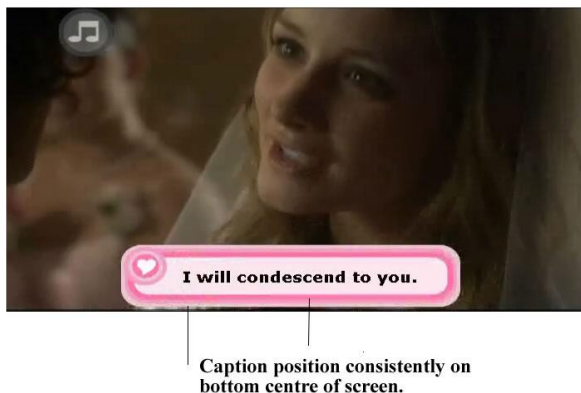 I will condescend to you.
Caption position consistently on
bottom centre of screen.